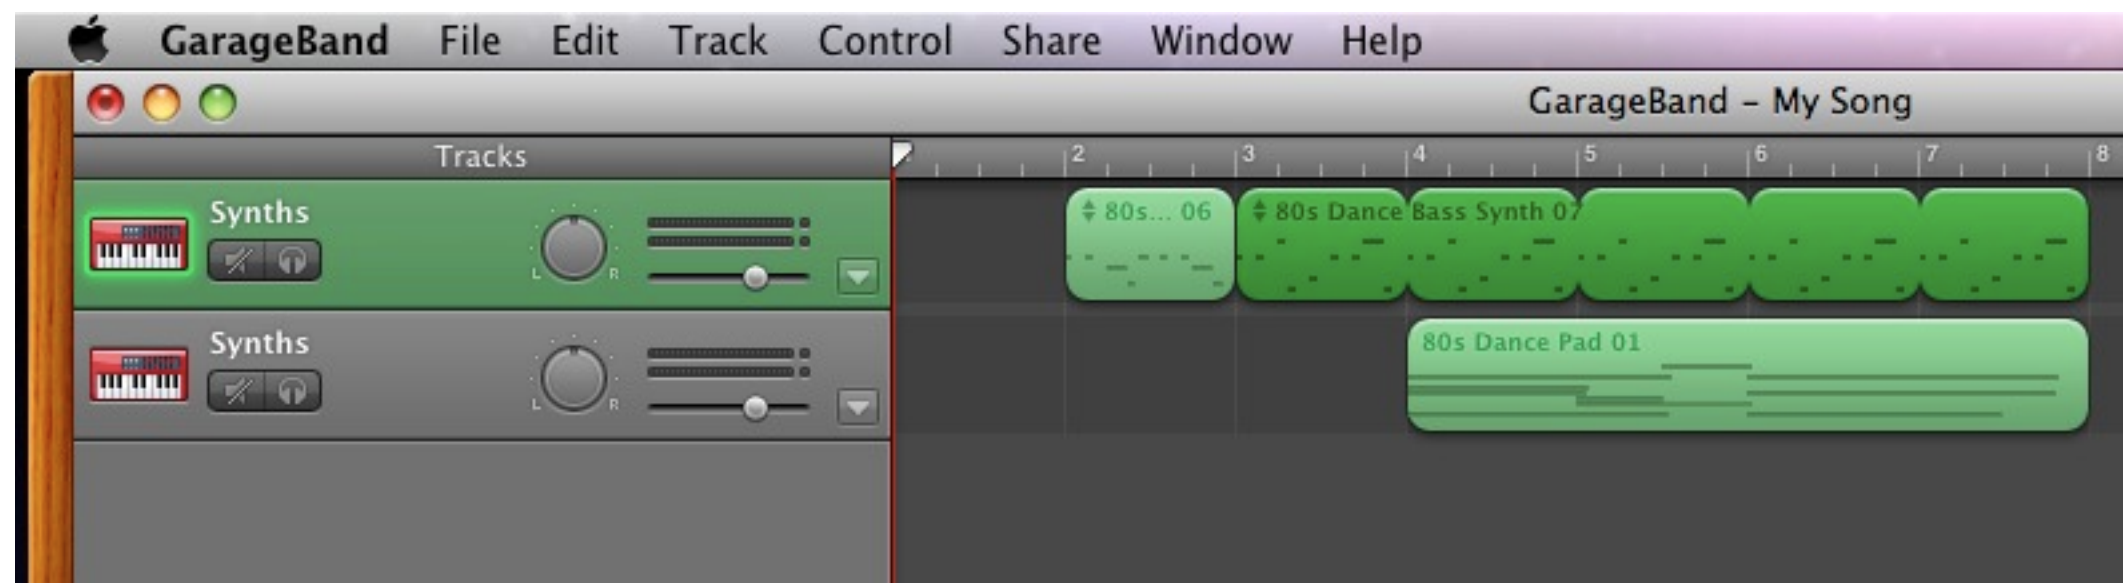 GarageBand File Edit Track Control Share Window Help
GarageBand – My Song
Tracks 2 3 4 5 6 7 8
Synths 80s... 06 80s Dance Bass Synth 07
L R
Synths 80s Dance Pad 01
L R